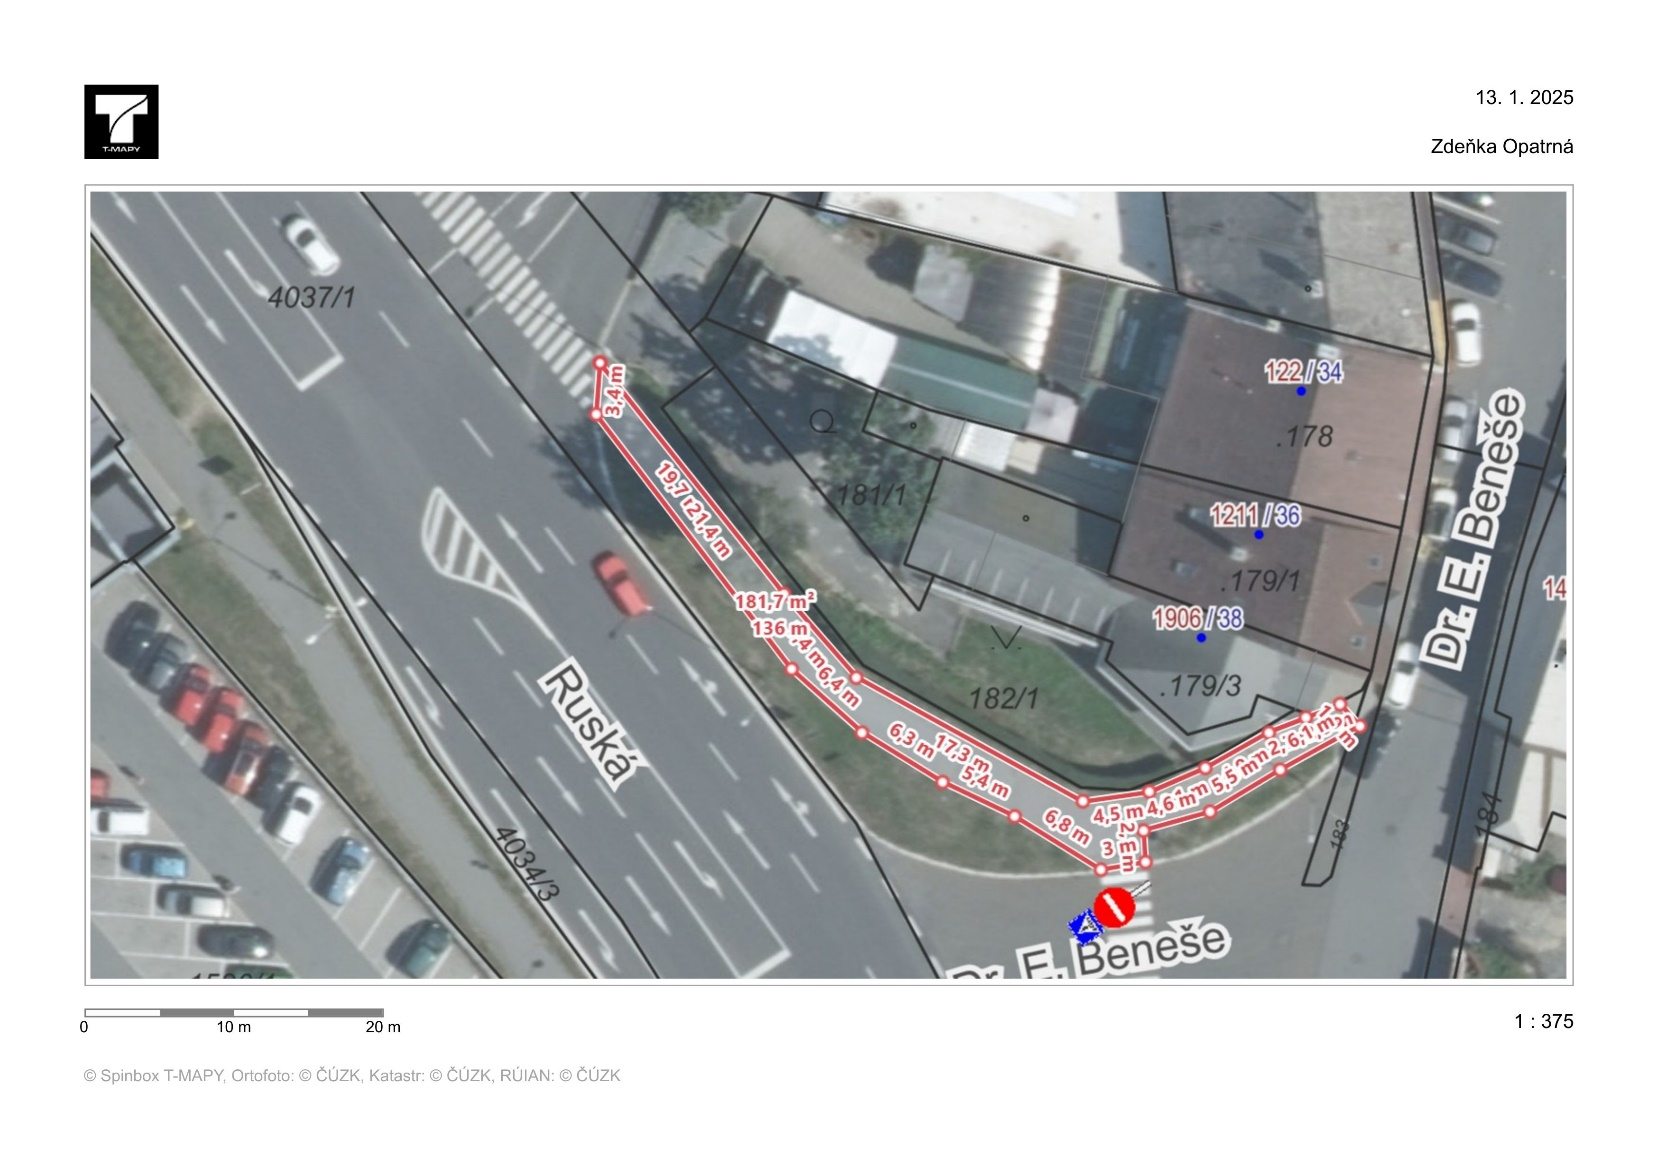 T-MAPY
13. 1. 2025
Zdeňka Opatrná
4037/1
122 / 34
.178
181/1
1211 / 36
.179/1
Dr. E. Beneše
14
1906 / 38
.179/3
182/1
3,4 m
19,7
21,4 m
181,7 m²
136 m
6,4 m
6,3 m
17,3 m
5,4 m
6,8 m
4,5 m
4,6 m
5,5 m
Ruská
4034/3
183
184
Dr. E. Beneše
0
10 m
20 m
1 : 375
© Spinbox T-MAPY, Ortofoto: © ČÚZK, Katastr: © ČÚZK, RÚIAN: © ČÚZK